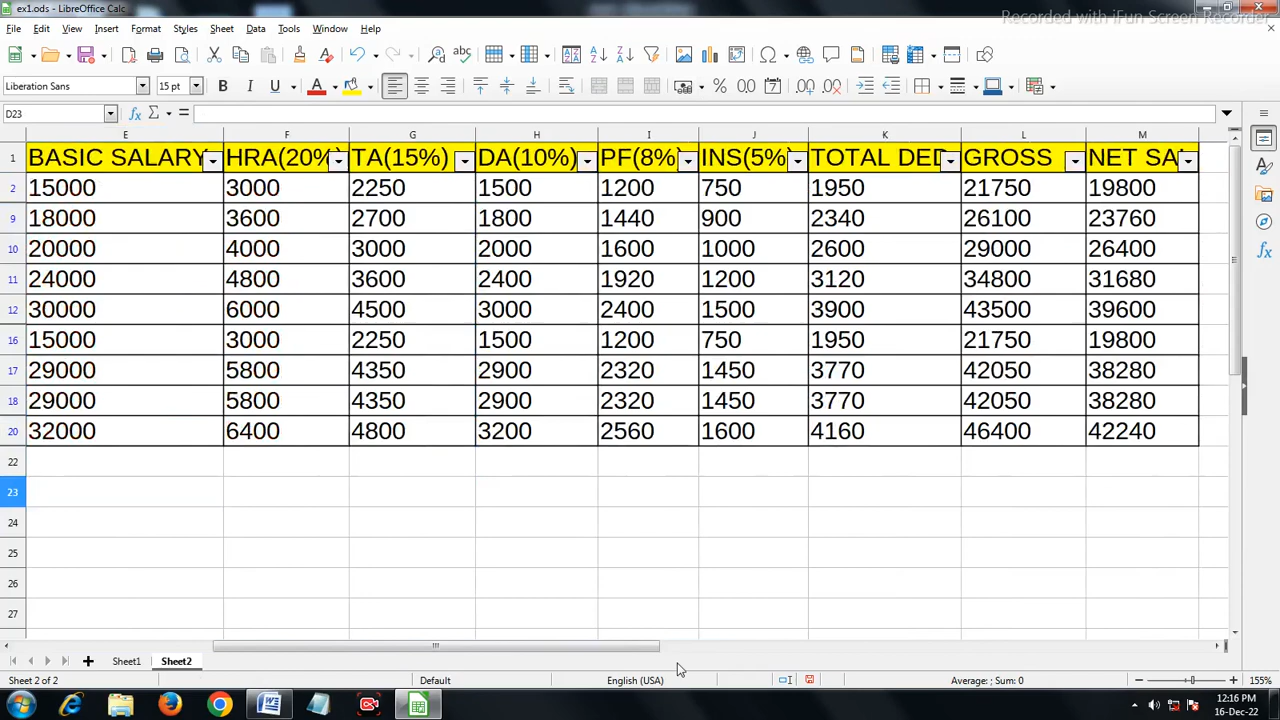 ex1.ods - LibreOffice Calc
Recorded with iFun Screen Recorder
File Edit View Insert Format Styles Sheet Data Tools Window Help
Liberation Sans 15 pt
D23
E F G H I J K L M
1 BASIC SALARY HRA(20%) TA(15%) DA(10%) PF(8%) INS(5%) TOTAL DED GROSS NET SAL
2 15000 3000 2250 1500 1200 750 1950 21750 19800
9 18000 3600 2700 1800 1440 900 2340 26100 23760
10 20000 4000 3000 2000 1600 1000 2600 29000 26400
11 24000 4800 3600 2400 1920 1200 3120 34800 31680
12 30000 6000 4500 3000 2400 1500 3900 43500 39600
16 15000 3000 2250 1500 1200 750 1950 21750 19800
17 29000 5800 4350 2900 2320 1450 3770 42050 38280
18 29000 5800 4350 2900 2320 1450 3770 42050 38280
20 32000 6400 4800 3200 2560 1600 4160 46400 42240
22
23
24
25
26
27
Sheet1 Sheet2
Sheet 2 of 2 Default English (USA) Average: ; Sum: 0 155%
12:16 PM
16-Dec-22